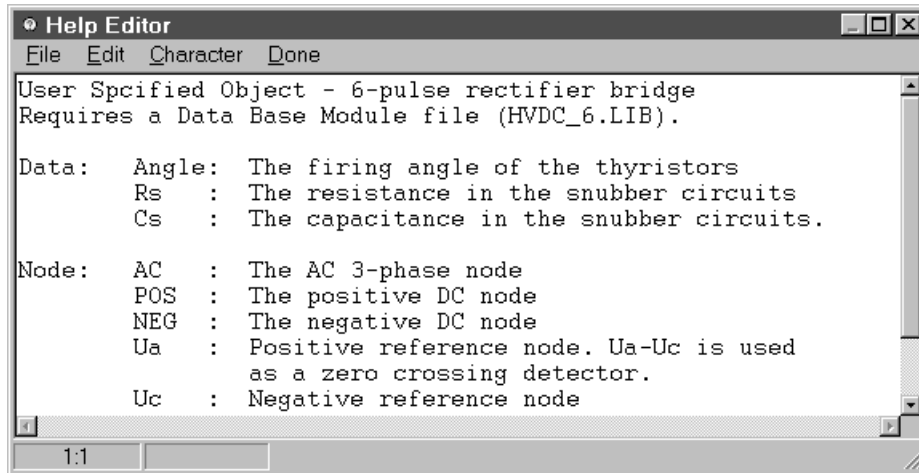 Help Editor
File Edit Character Done
User Spcified Object - 6-pulse rectifier bridge
Requires a Data Base Module file (HVDC_6.LIB).
Data: Angle: The firing angle of the thyristors
Rs : The resistance in the snubber circuits
Cs : The capacitance in the snubber circuits.
Node: AC : The AC 3-phase node
POS : The positive DC node
NEG : The negative DC node
Ua : Positive reference node. Ua-Uc is used
as a zero crossing detector.
Uc : Negative reference node
1:1